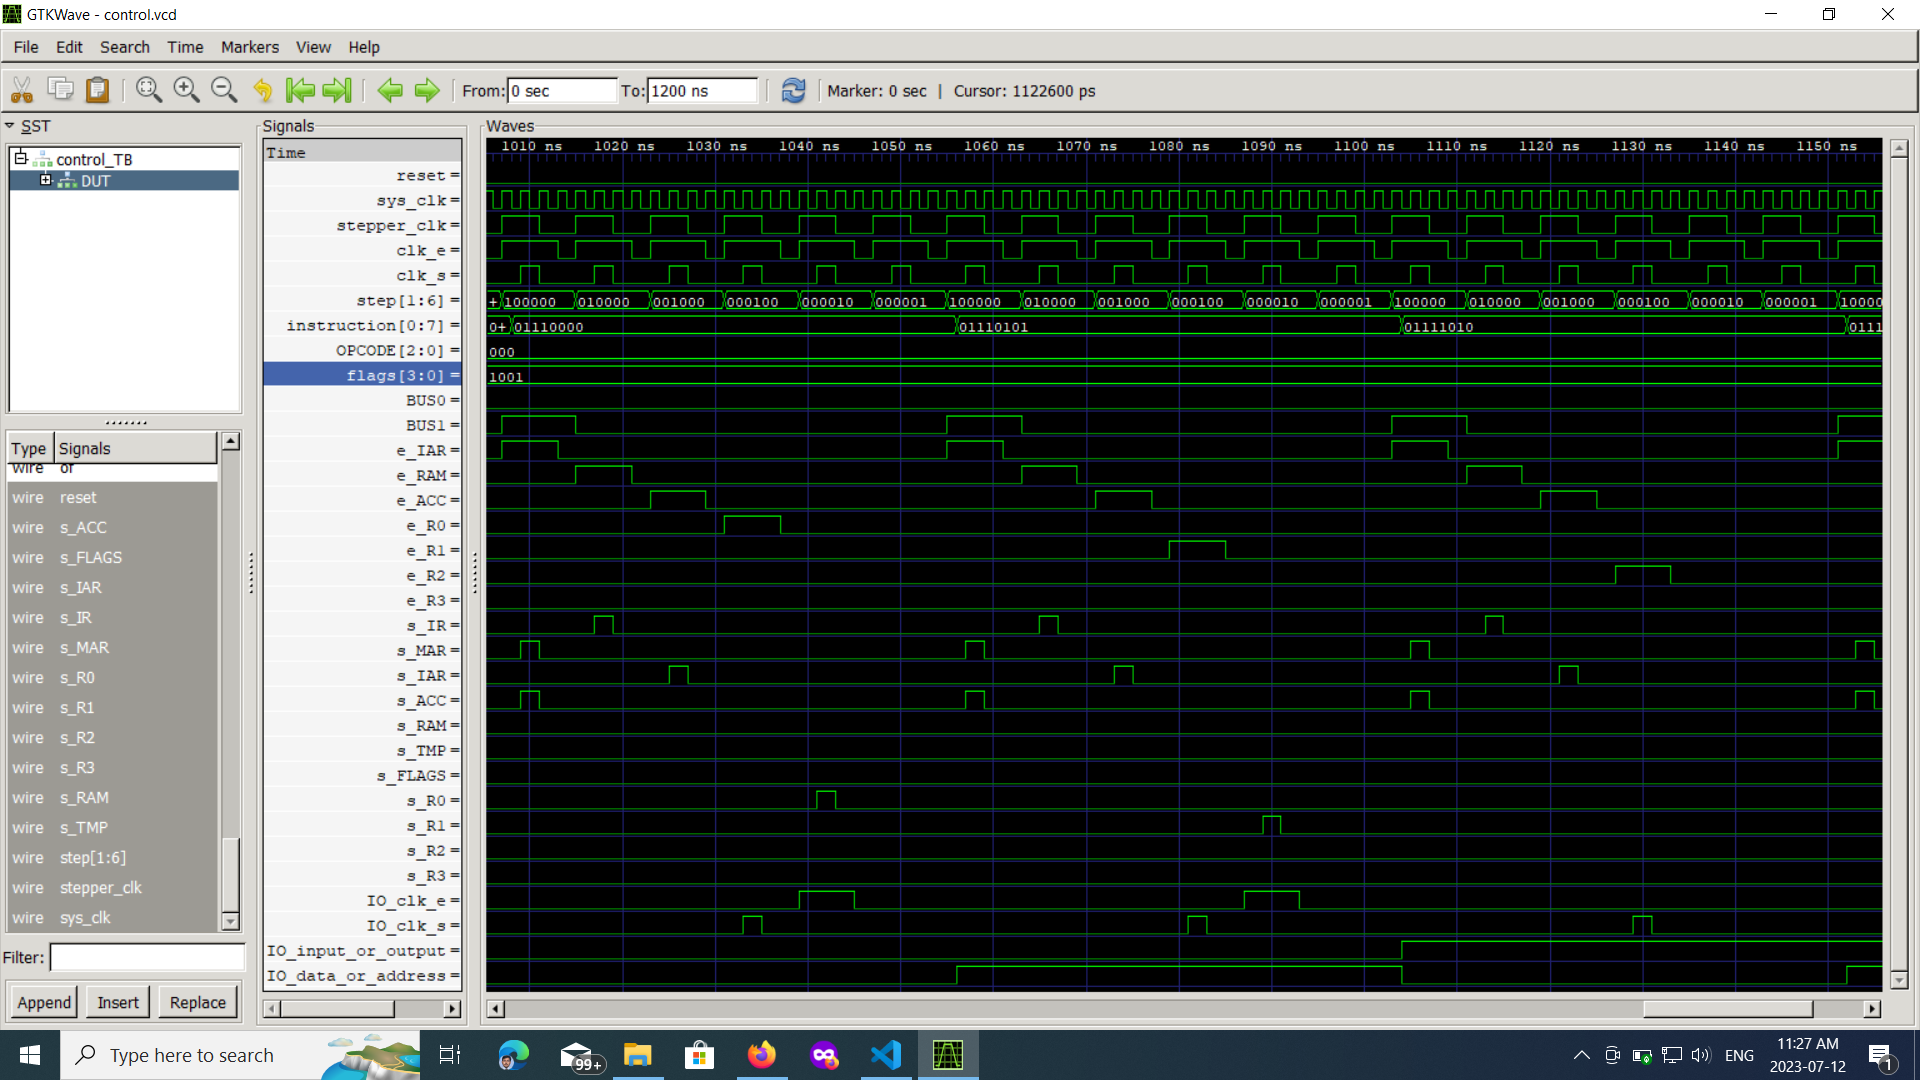 GTKWave - control.vcd
File Edit Search Time Markers View Help
From: 0 sec To: 1200 ns Marker: 0 sec | Cursor: 1122600 ps
SST
control_TB
DUT
Type Signals
wire of
wire reset
wire s_ACC
wire s_FLAGS
wire s_IAR
wire s_IR
wire s_MAR
wire s_R0
wire s_R1
wire s_R2
wire s_R3
wire s_RAM
wire s_TMP
wire step[1:6]
wire stepper_clk
wire sys_clk
Filter:
Append Insert Replace
Signals
Time
reset =
sys_clk =
stepper_clk =
clk_e =
clk_s =
step[1:6] =
instruction[0:7] =
OPCODE[2:0] =
flags[3:0] =
BUS0 =
BUS1 =
e_IAR =
e_RAM =
e_ACC =
e_R0 =
e_R1 =
e_R2 =
e_R3 =
s_IR =
s_MAR =
s_IAR =
s_ACC =
s_RAM =
s_TMP =
s_FLAGS =
s_R0 =
s_R1 =
s_R2 =
s_R3 =
IO_clk_e =
IO_clk_s =
IO_input_or_output =
IO_data_or_address =
Waves
1010 ns 1020 ns 1030 ns 1040 ns 1050 ns 1060 ns 1070 ns 1080 ns 1090 ns 1100 ns 1110 ns 1120 ns 1130 ns 1140 ns 1150 ns
+ 100000 010000 001000 000100 000010 000001 100000 010000 001000 000100 000010 000001 100000 010000 001000 000100 000010 000001 10000
0+ 01110000 01110101 01111010 0111
000
1001
Type here to search
99+
ENG
11:27 AM
2023-07-12
1